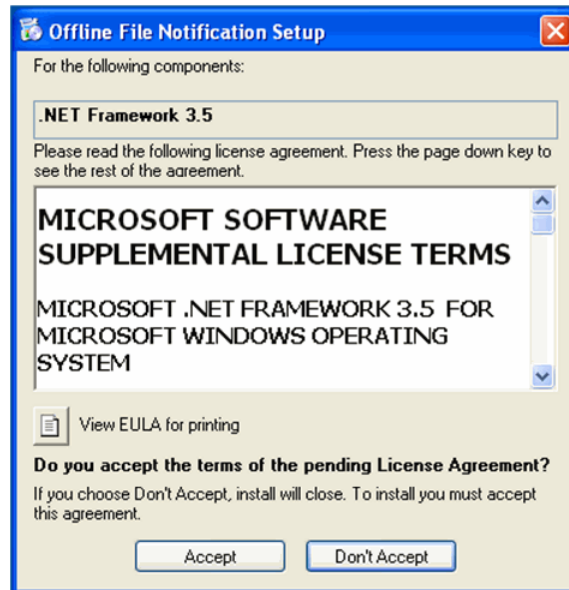 Offline File Notification Setup
For the following components:
.NET Framework 3.5
Please read the following license agreement. Press the page down key to
see the rest of the agreement.
MICROSOFT SOFTWARE
SUPPLEMENTAL LICENSE TERMS
MICROSOFT .NET FRAMEWORK 3.5 FOR
MICROSOFT WINDOWS OPERATING
SYSTEM
View EULA for printing
Do you accept the terms of the pending License Agreement?
If you choose Don't Accept, install will close. To install you must accept
this agreement.
Accept
Don't Accept